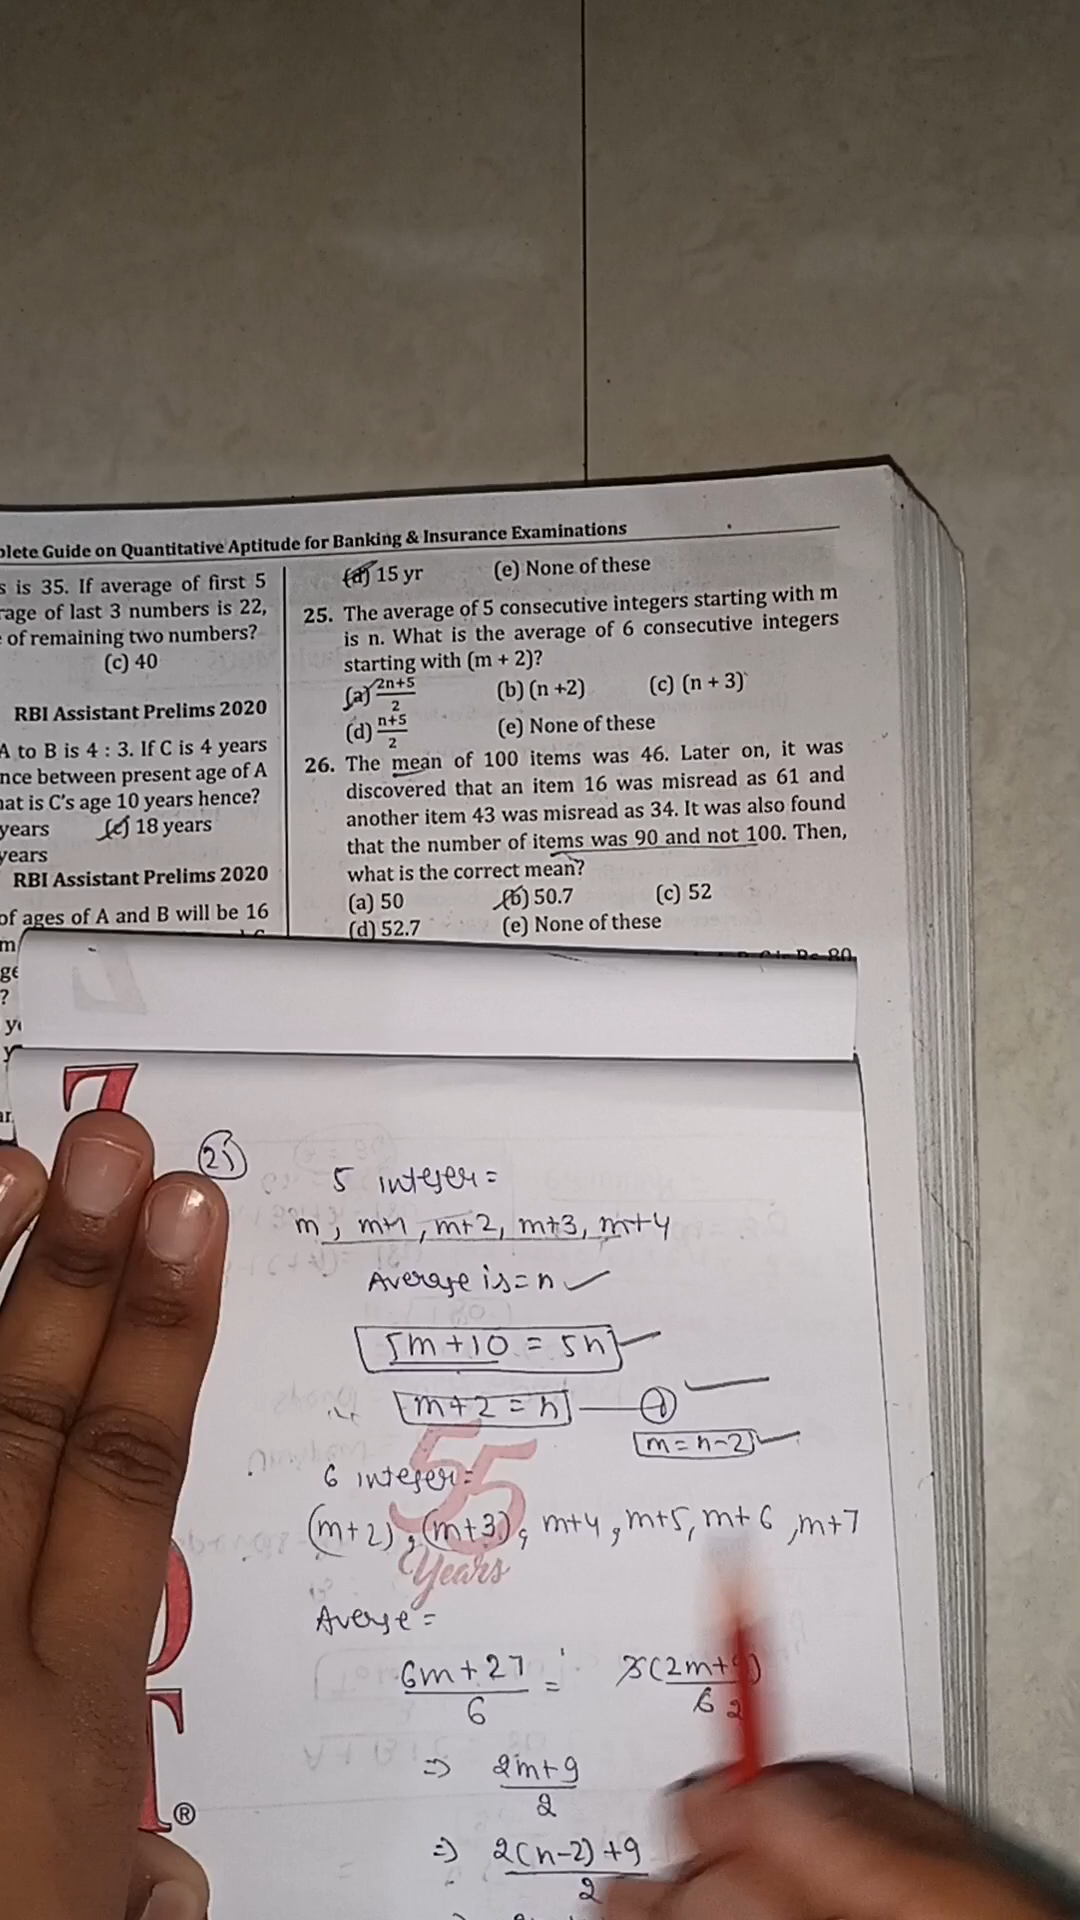 plete Guide on Quantitative Aptitude for Banking & Insurance Examinations
s is 35. If average of first 5
rage of last 3 numbers is 22,
of remaining two numbers?
(c) 40
RBI Assistant Prelims 2020
A to B is 4 : 3. If C is 4 years
nce between present age of A
hat is C's age 10 years hence?
years (c) 18 years
years
RBI Assistant Prelims 2020
of ages of A and B will be 16
m
ge
?
(d) 15 yr (e) None of these
25. The average of 5 consecutive integers starting with m
is n. What is the average of 6 consecutive integers
starting with (m + 2)?
(a) 2n+5/2 (b) (n +2) (c) (n + 3)
(d) n+5/2 (e) None of these
26. The mean of 100 items was 46. Later on, it was
discovered that an item 16 was misread as 61 and
another item 43 was misread as 34. It was also found
that the number of items was 90 and not 100. Then,
what is the correct mean?
(a) 50 (b) 50.7 (c) 52
(d) 52.7 (e) None of these
Rs 80
5 integer =
m, m+1, m+2, m+3, m+4
Average is = n
5m+10 = 5n
m+2 = n
m = n-2
6 integer =
(m+2), (m+3), m+4, m+5, m+6, m+7
55
Years
Averge =
6m+27/6 =
=> 2m+9/2
=> 2(n-2)+9/2
®